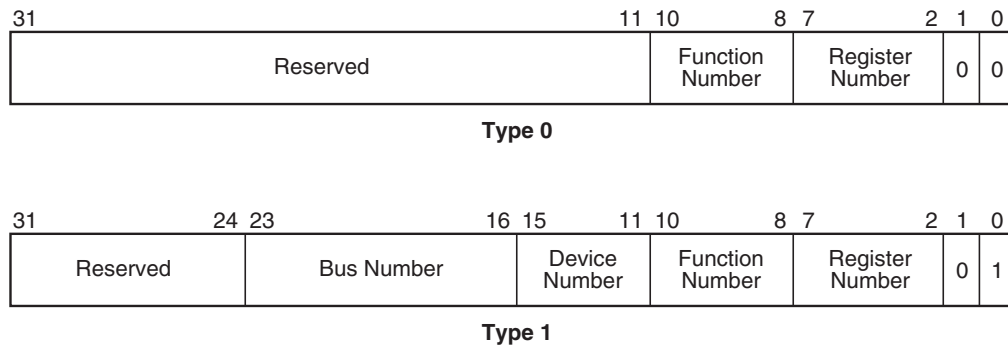 31 11 10 8 7 2 1 0
Reserved Function Number Register Number 0 0
Type 0
31 24 23 16 15 11 10 8 7 2 1 0
Reserved Bus Number Device Number Function Number Register Number 0 1
Type 1